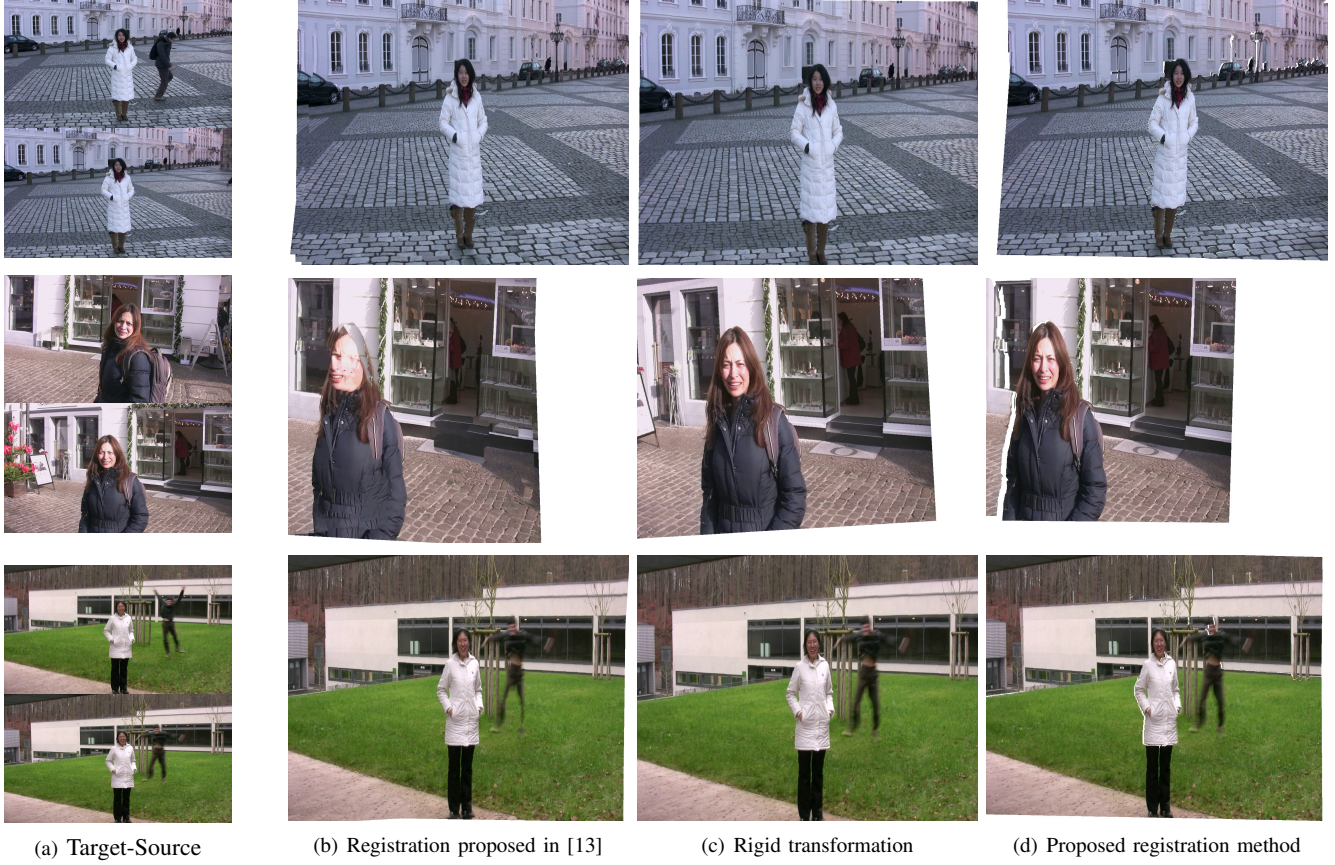 (a) Target-Source
(b) Registration proposed in [13]
(c) Rigid transformation
(d) Proposed registration method